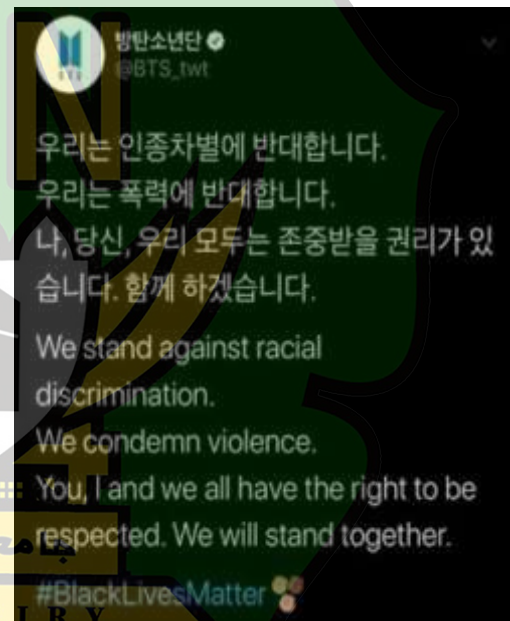 방탄소년단
@BTS_twt
우리는 인종차별에 반대합니다.
우리는 폭력에 반대합니다.
나, 당신, 우리 모두는 존중받을 권리가 있
습니다. 함께 하겠습니다.
We stand against racial
discrimination.
We condemn violence.
You, I and we all have the right to be
respected. We will stand together.
#BlackLivesMatter